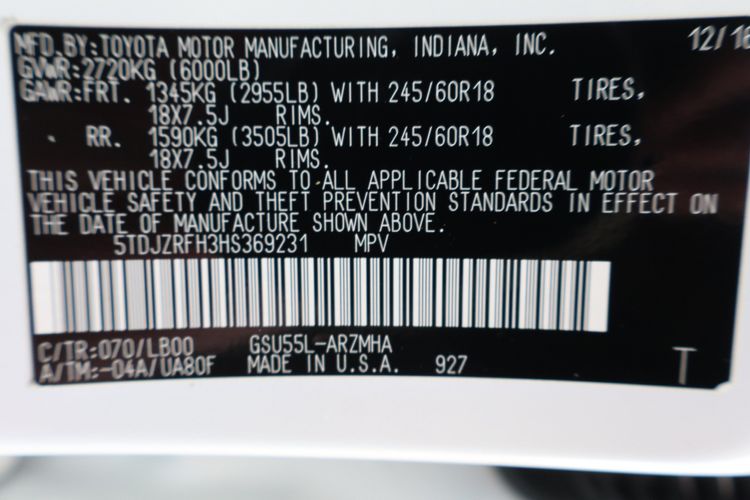 MFD.BY:TOYOTA MOTOR MANUFACTURING, INDIANA, INC. 12/16
GVWR:2720KG (6000LB)
GAWR:FRT. 1345KG (2955LB) WITH 245/60R18 TIRES,
18X7.5J RIMS.
RR. 1590KG (3505LB) WITH 245/60R18 TIRES,
18X7.5J RIMS.
THIS VEHICLE CONFORMS TO ALL APPLICABLE FEDERAL MOTOR
VEHICLE SAFETY AND THEFT PREVENTION STANDARDS IN EFFECT ON
THE DATE OF MANUFACTURE SHOWN ABOVE.
5TDJZRFH3HS369231 MPV
C/TR:070/LB00 GSU55L-ARZMHA
A/TM:-04A/UA80F MADE IN U.S.A. 927
T